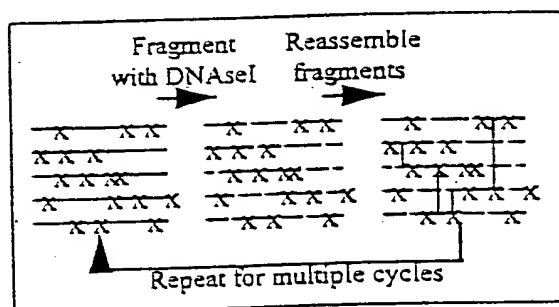 Fragment
with DNAseI
Reassemble
fragments
X X X X X X X X X
X X X X X X X X X
X X X X X X X X X X X X
X X X X X X X X X X X X
X X X X X X X X X
Repeat for multiple cycles